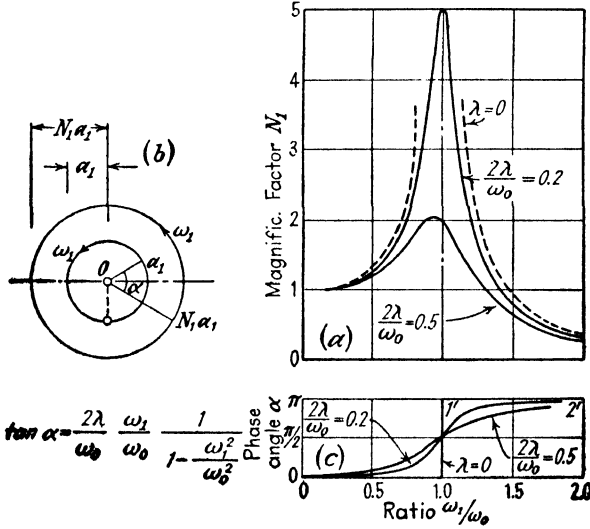 N₁a₁
a₁
(b)
ω₁
ω₁
O
a₁
α
N₁a₁
tan α = 2λ/ω₀ ω₁/ω₀ 1/(1-ω₁²/ω₀²)
Magnific. Factor N₁
5
4
3
2
1
0
λ=0
2λ/ω₀=0.2
2λ/ω₀=0.5
(a)
Phase angle α
π
π/2
0
2λ/ω₀=0.2
1'
2'
(c)
λ=0
2λ/ω₀=0.5
0 0.5 1.0 1.5 2.0
Ratio ω₁/ω₀